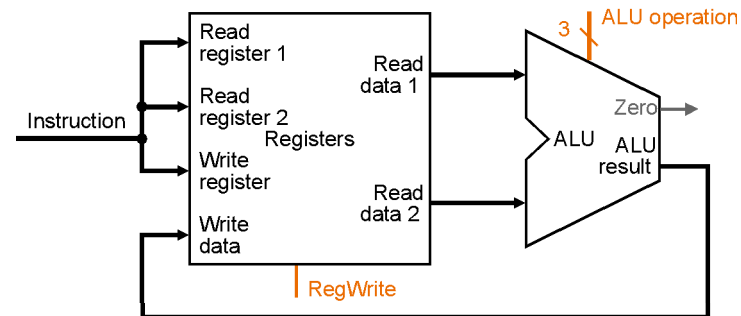 ALU operation
3
Read
register 1
Read
data 1
Read
register 2
Zero
Instruction
Registers
ALU
ALU
result
Write
register
Read
data 2
Write
data
RegWrite